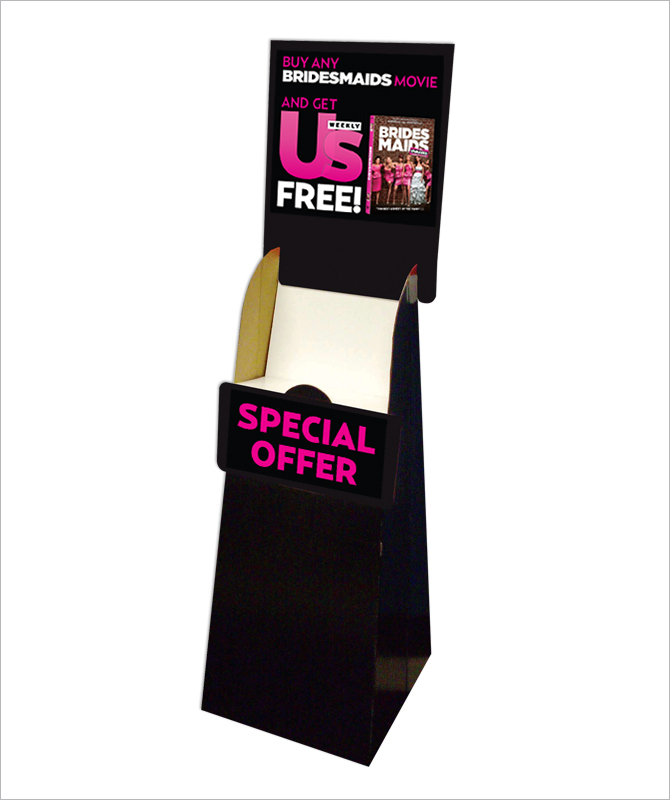 BUY ANY
BRIDESMAIDS MOVIE
AND GET
Us
WEEKLY
FREE!
BRIDES
MAIDS
SPECIAL
OFFER